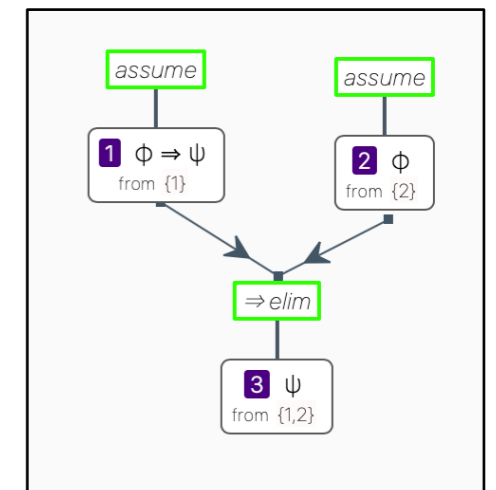 assume
assume
1 ϕ ⇒ ψ
from {1}
2 ϕ
from {2}
⇒ elim
3 ψ
from {1,2}